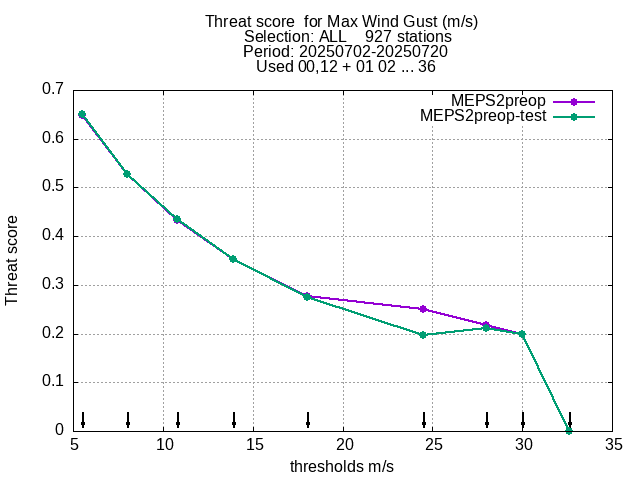 Threat score  for Max Wind Gust (m/s)
Selection: ALL    927 stations
Period: 20250702-20250720
Used 00,12 + 01 02 ... 36
MEPS2preop
MEPS2preop-test
Threat score
0.7
0.6
0.5
0.4
0.3
0.2
0.1
0
5 10 15 20 25 30 35
thresholds m/s